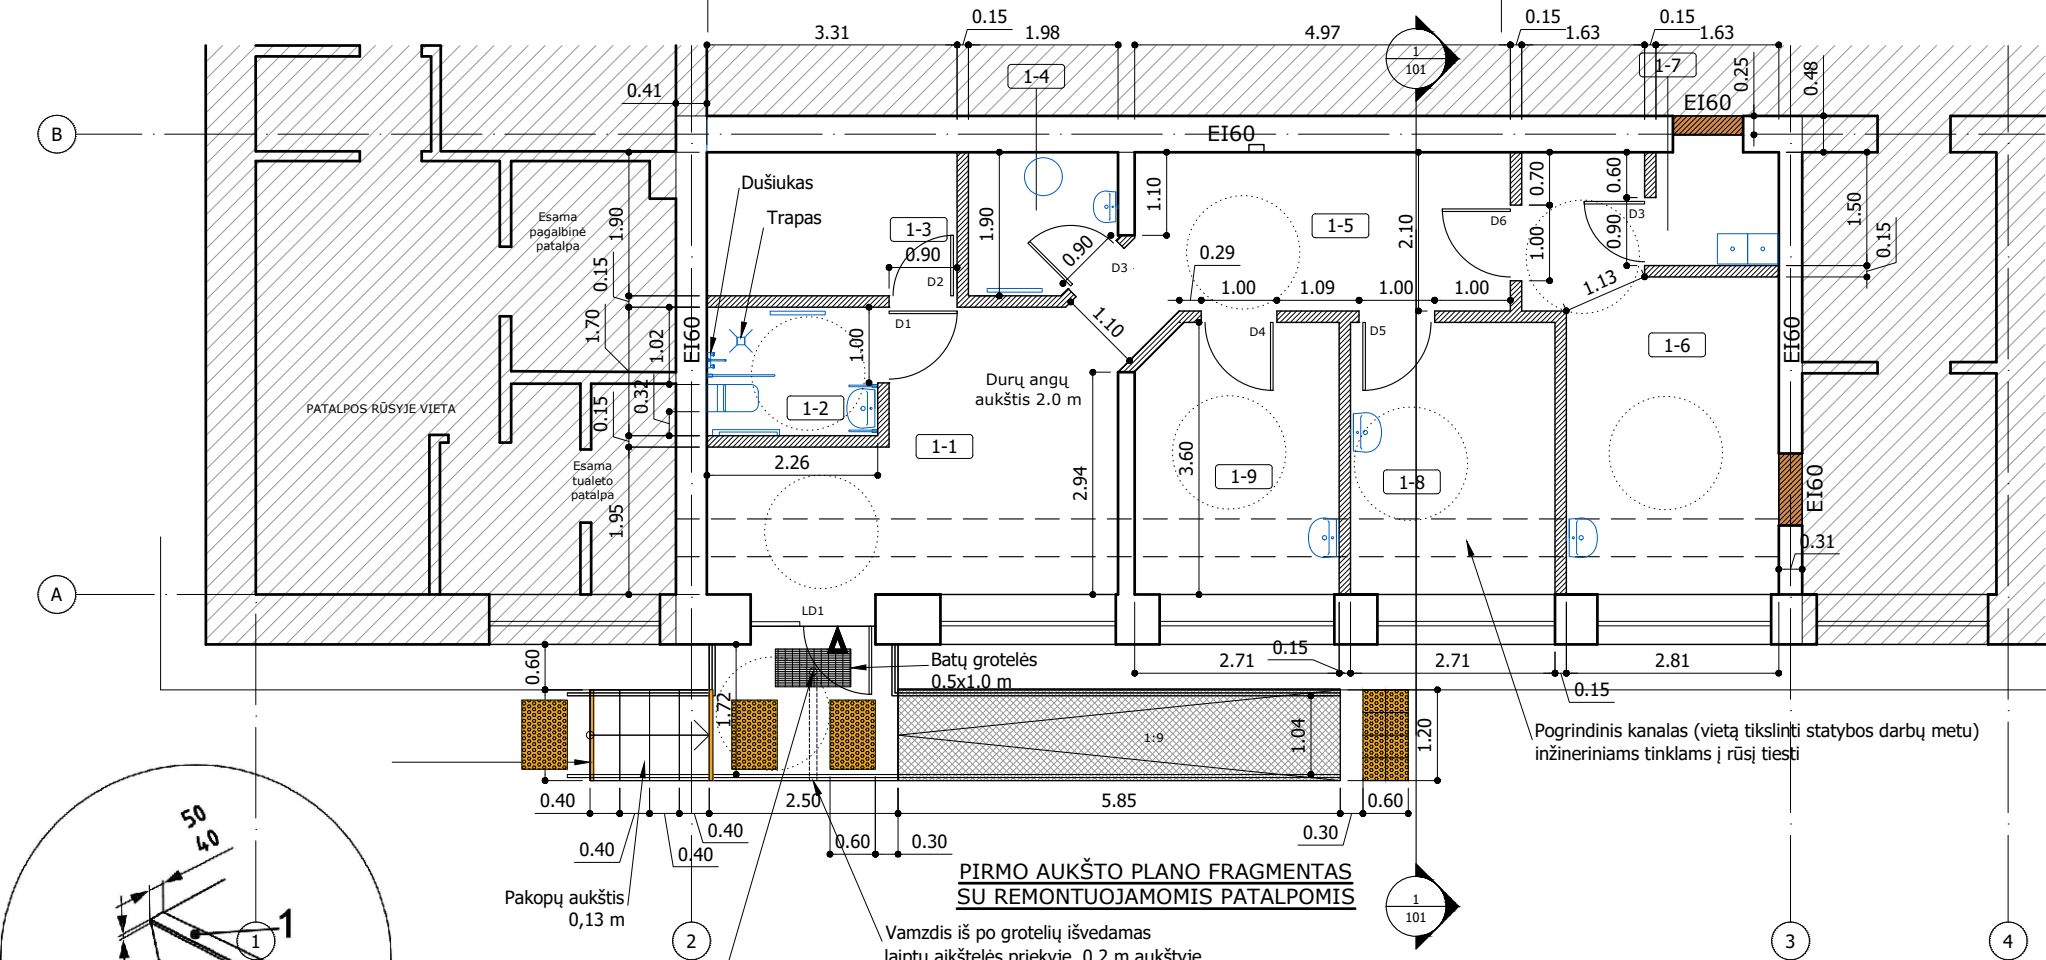 0.15
0.15
0.15
3.31
1.98
4.97
1.63
1.63
1
101
1-4
1-7
0.25
0.48
0.41
EI60
EI60
B
Dušiukas
Trapas
1.10
0.70
0.60
1.50
Esama
pagalbinė
patalpa
1.90
1-3
1.90
0.90
D3
1-5
2.10
D6
1.00
D3
0.90
0.15
0.90
D2
0.29
1.13
0.15
1.70
1.02
EI60
D1
1.00
1.10
1.00
1.09
1.00
1.00
D4
D5
1-6
EI60
PATALPOS RŪSYJE VIETA
0.15
0.32
1-2
Durų angų
aukštis 2.0 m
1-1
2.26
2.94
3.60
1-9
1-8
EI60
Esama
tualeto
patalpa
1.95
0.31
A
LD1
0.60
1.72
Batų grotelės
0.5x1.0 m
2.71
0.15
2.71
2.81
0.15
1:9
1.04
1.20
Pogrindinis kanalas (vietą tikslinti statybos darbų metu)
inžineriniams tinklams į rūsį tiesti
0.40
2.50
5.85
0.60
0.40
0.40
0.40
0.60
0.30
0.30
50
40
1
PIRMO AUKŠTO PLANO FRAGMENTAS
SU REMONTUOJAMOMIS PATALPOMIS
Pakopų aukštis
0,13 m
1
101
1
2
3
4
Vamzdis iš po grotelių išvedamas
laiptų aikštelės priekyje, 0.2 m aukštyje